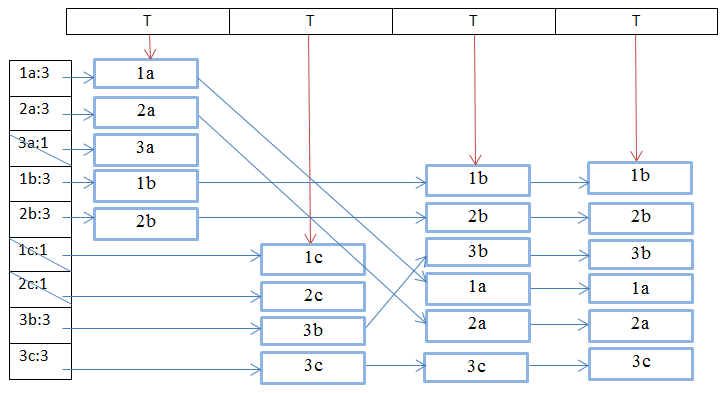 T T T T
1a:3
2a:3
3a:1
1b:3
2b:3
1c:1
2c:1
3b:3
3c:3
1a
2a
3a
1b
2b
1c
2c
3b
3c
1b
2b
3b
1a
2a
3c
1b
2b
3b
1a
2a
3c